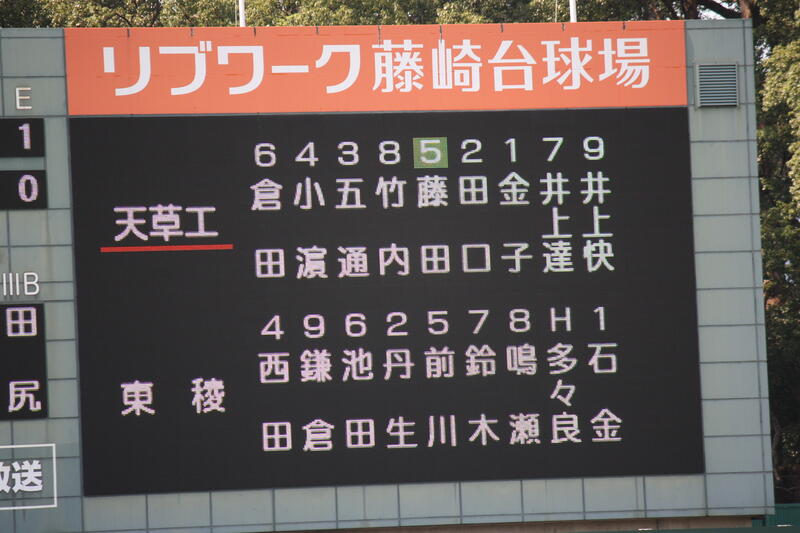 リブワーク藤崎台球場
E
1
0
ⅢB
田
尻
放送
6 4 3 8 5 2 1 7 9
天草工
倉田 小濵 五通 竹内 藤田 田口 金子 井上達 井上快
4 9 6 2 5 7 8 H 1
東稜
西田 鎌倉 池田 丹生 前川 鈴木 鳴瀬 多々良 石金